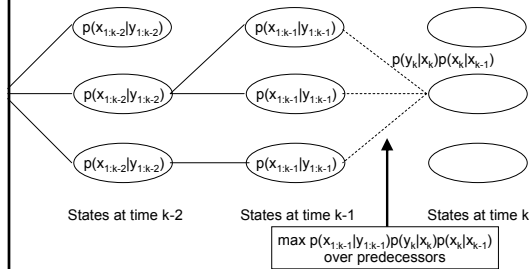 p(x1:k-2|y1:k-2)
p(x1:k-1|y1:k-1)
p(yk|xk)p(xk|xk-1)
p(x1:k-2|y1:k-2)
p(x1:k-1|y1:k-1)
p(x1:k-2|y1:k-2)
p(x1:k-1|y1:k-1)
States at time k-2
States at time k-1
States at time k
max p(x1:k-1|y1:k-1)p(yk|xk)p(xk|xk-1)
over predecessors